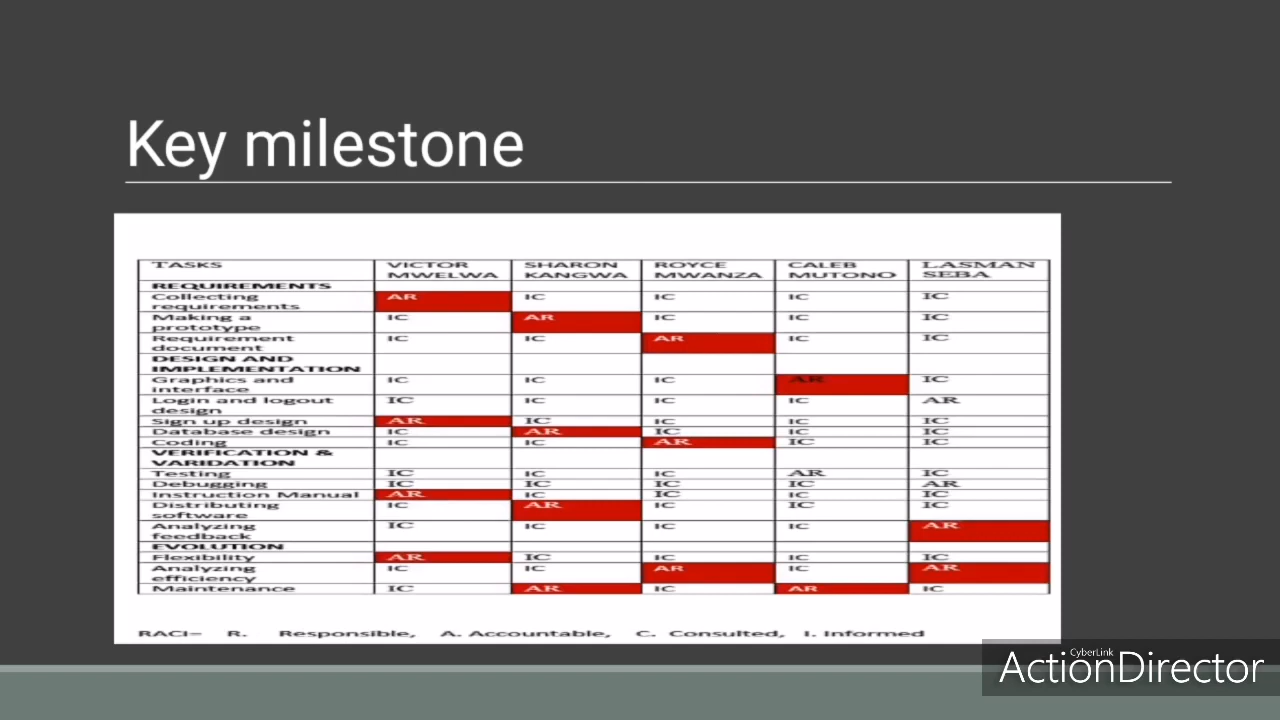 Key milestone
TASKS VICTOR MWELWA SHARON KANGWA ROYCE MWANZA CALEB MUTONO LASMAN SEBA
REQUIREMENTS
Collecting requirements AR IC IC IC IC
Making a prototype IC AR IC IC IC
Requirement document IC IC AR IC IC
DESIGN AND IMPLEMENTATION
Graphics and interface IC IC IC AR IC
Login and logout design IC IC IC IC AR
Sign up design AR IC IC IC IC
Database design IC AR IC IC IC
Coding IC IC AR IC IC
VERIFICATION & VARIDATION
Testing IC IC IC AR IC
Debugging IC IC IC IC AR
Instruction Manual AR IC IC IC IC
Distributing software IC AR IC IC IC
Analyzing feedback IC IC IC IC AR
EVOLUTION
Flexibility AR IC IC IC IC
Analyzing efficiency IC IC AR IC AR
Maintenance IC AR IC AR IC
RACI– R. Responsible, A. Accountable, C. Consulted, I. Informed
CyberLink
ActionDirector